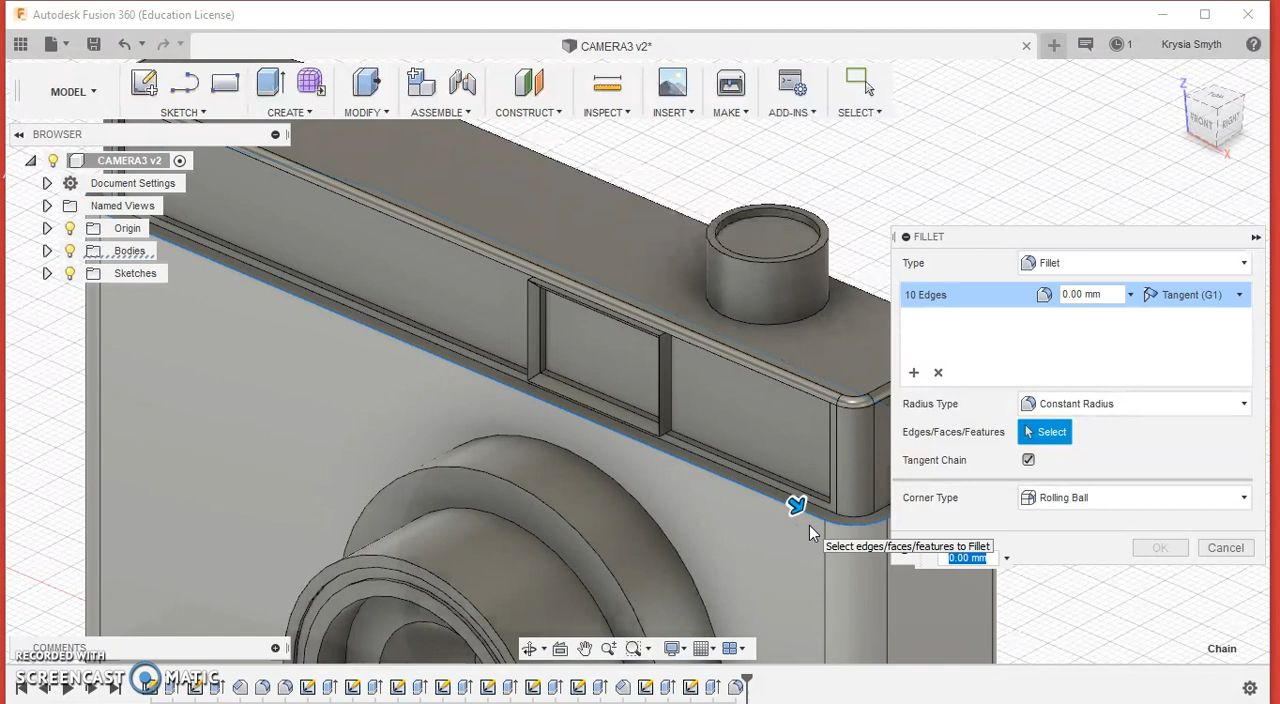 Autodesk Fusion 360 (Education License)
CAMERA3 v2*
1
Krysia Smyth
MODEL
SKETCH
CREATE
MODIFY
ASSEMBLE
CONSTRUCT
INSPECT
INSERT
MAKE
ADD-INS
SELECT
BROWSER
CAMERA3 v2
Document Settings
Named Views
Origin
Bodies
Sketches
Z
FRONT
RIGHT
X
FILLET
Type
Fillet
10 Edges
0.00 mm
Tangent (G1)
Radius Type
Constant Radius
Edges/Faces/Features
Select
Tangent Chain
Corner Type
Rolling Ball
OK
Cancel
Select edges/faces/features to Fillet
0.00 mm
COMMENTS
Chain
RECORDED WITH
SCREENCAST MATIC